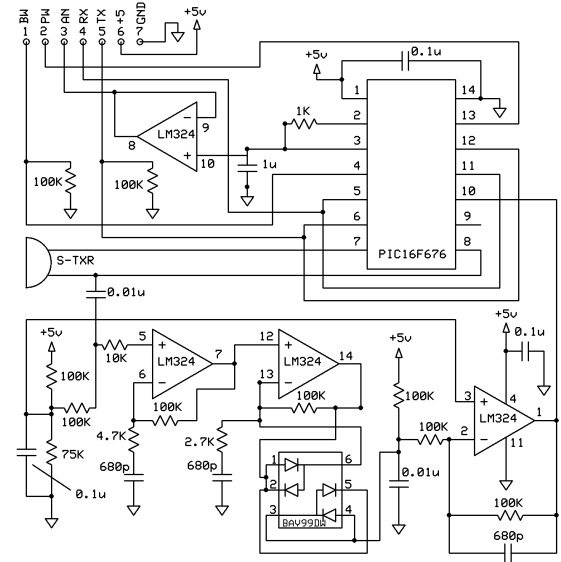 BW PW AN RX TX +5 GND
1 2 3 4 5 6 7
+5v
+5v
0.1u
1 14
1K
2 13
LM324
9
8
10
3 12
1u
4 11
100K
100K
5 10
6 9
7 8
PIC16F676
S-TXR
0.01u
+5v
+5v
+5v
0.1u
10K
5
6
LM324
7
12
13
LM324
14
100K
100K
100K
100K
100K
3
4
LM324
1
2
11
100K
4.7K
2.7K
75K
680p
680p
0.1u
1 6
2 5
3 4
BAV99DW
0.01u
100K
680p